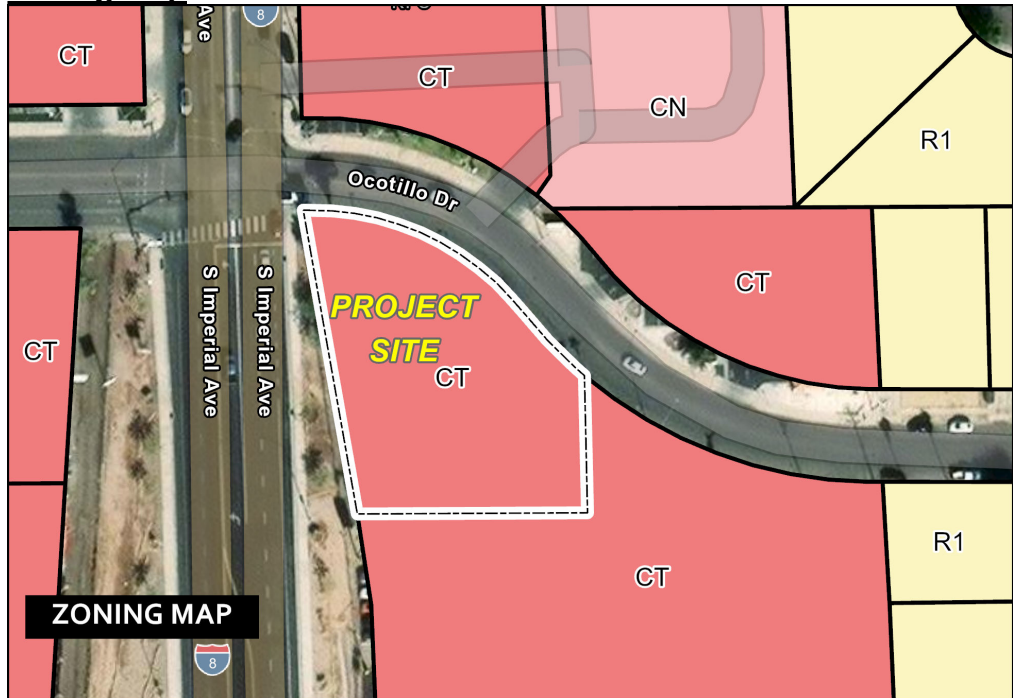 8
Ave
CT
CT
CN
R1
Ocotillo Dr
S Imperial Ave
S Imperial Ave
PROJECT
SITE
CT
CT
CT
R1
CT
ZONING MAP
8